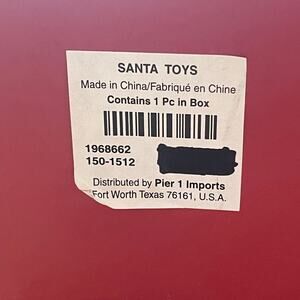 SANTA TOYS
Made in China/Fabriqué en Chine
Contains 1 Pc in Box
1968662
150-1512
Distributed by Pier 1 Imports
Fort Worth Texas 76161, U.S.A.